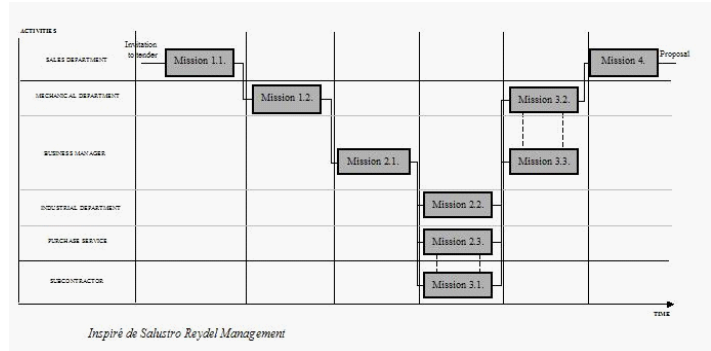 ACTIVITIES
Invitation
to tender
SALES DEPARTMENT
Mission 1.1.
Mission 4.
Proposal
MECHANICAL DEPARTMENT
Mission 1.2.
Mission 3.2.
BUSINESS MANAGER
Mission 2.1.
Mission 3.3.
INDUSTRIAL DEPARTMENT
Mission 2.2.
PURCHASE SERVICE
Mission 2.3.
SUBCONTRACTOR
Mission 3.1.
TIME
Inspiré de Salustro Reydel Management